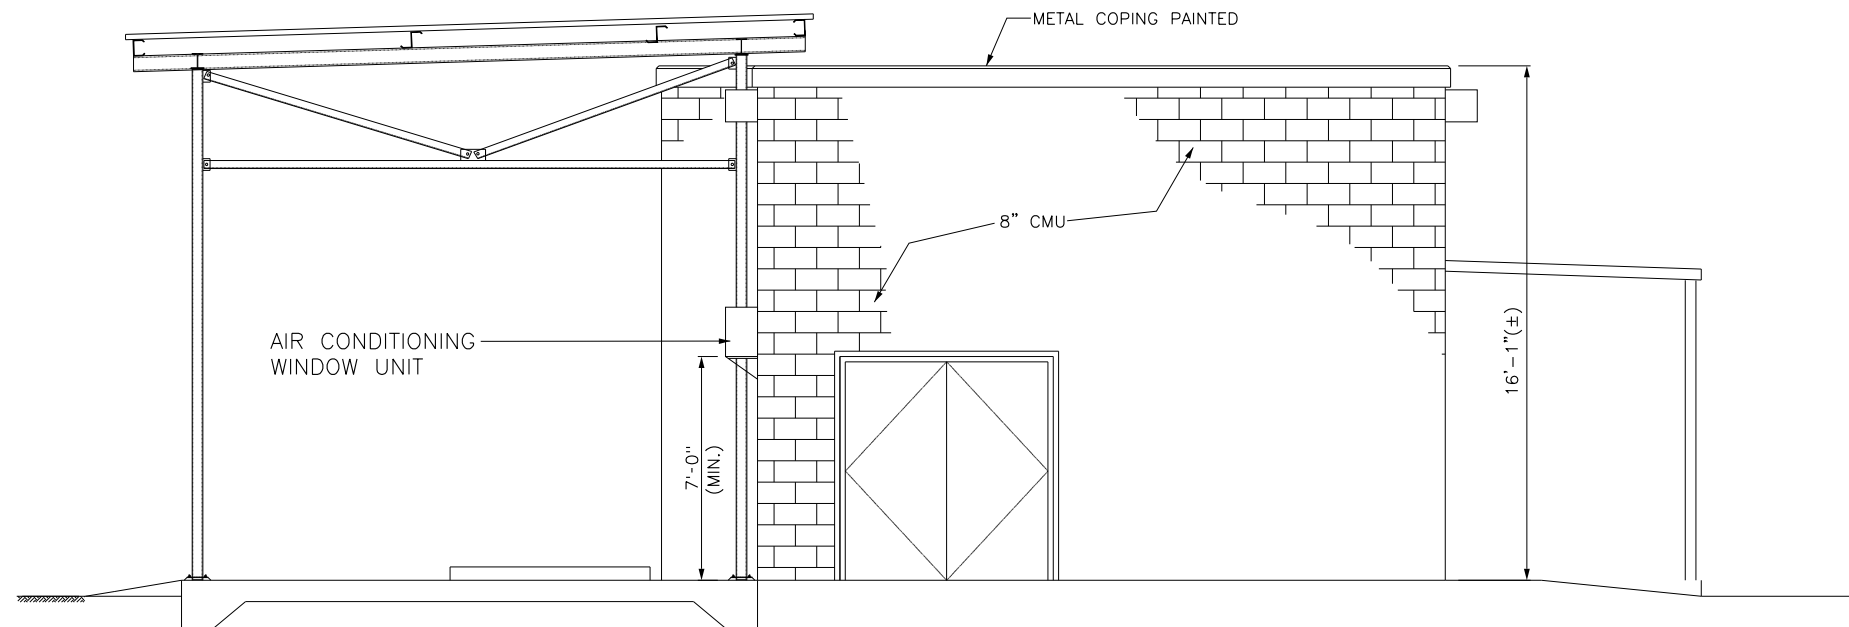 METAL COPING PAINTED
8” CMU
AIR CONDITIONING
WINDOW UNIT
7'-0"
(MIN.)
16’-1”(±)